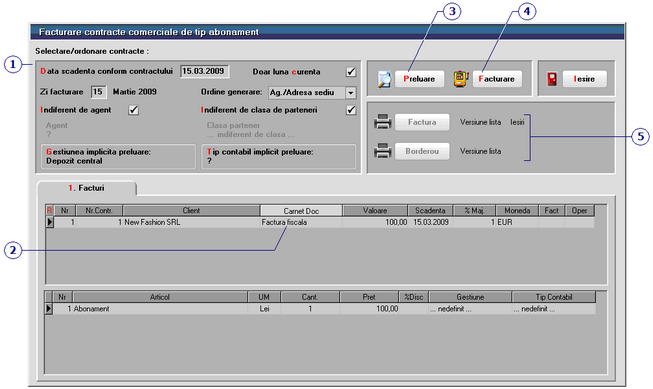 3
4
Facturare contracte comerciale de tip abonament
Selectare/ordonare contracte :
1
Data scadenta conform contractului 15.03.2009 Doar luna curenta
Preluare Facturare Iesire
Zi facturare 15 Martie 2009 Ordine generare: Ag./Adresa sediu
Indiferent de agent Indiferent de clasa de parteneri
Agent Clasa partener
? ... indiferent de clasa ...
Factura Versiune lista Iesiri
5
Gestiunea implicita preluare: Tip contabil implicit preluare:
Depozit central ?
Borderou Versiune lista
1. Facturi
R Nr Nr.Contr. Client Carnet Doc Valoare Scadenta % Maj. Moneda Fact Oper
1 1 New Fashion SRL Factura fiscala 100,00 15.03.2009 1 EUR
2
Nr Articol UM Cant. Pret %Disc Gestiune Tip Contabil
1 Abonament Lei 1 100,00 ... nedefinit ... ... nedefinit ...